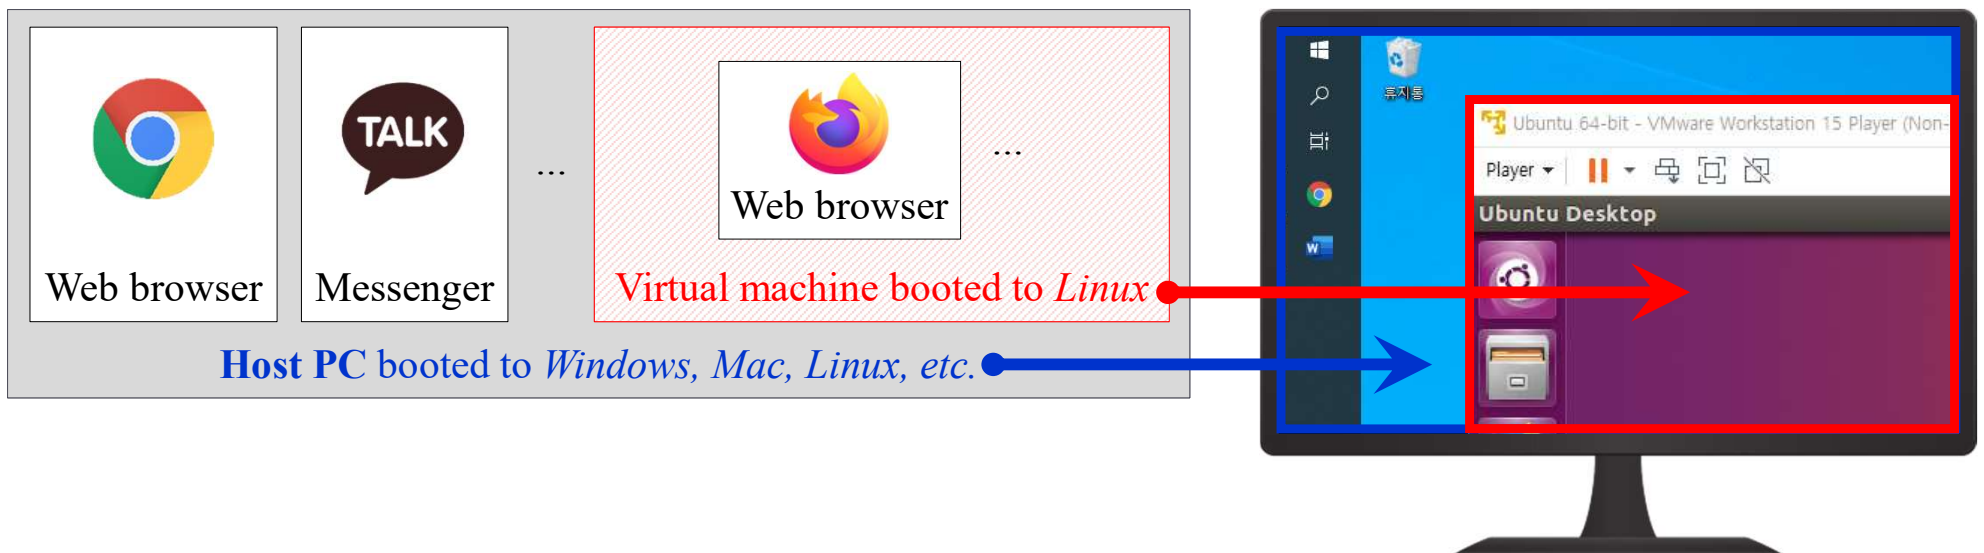 TALK
...
...
Web browser
Web browser
Messenger
Virtual machine booted to Linux
Host PC booted to Windows, Mac, Linux, etc.
휴지통
Ubuntu 64-bit - VMware Workstation 15 Player (Non-
Player
Ubuntu Desktop
W